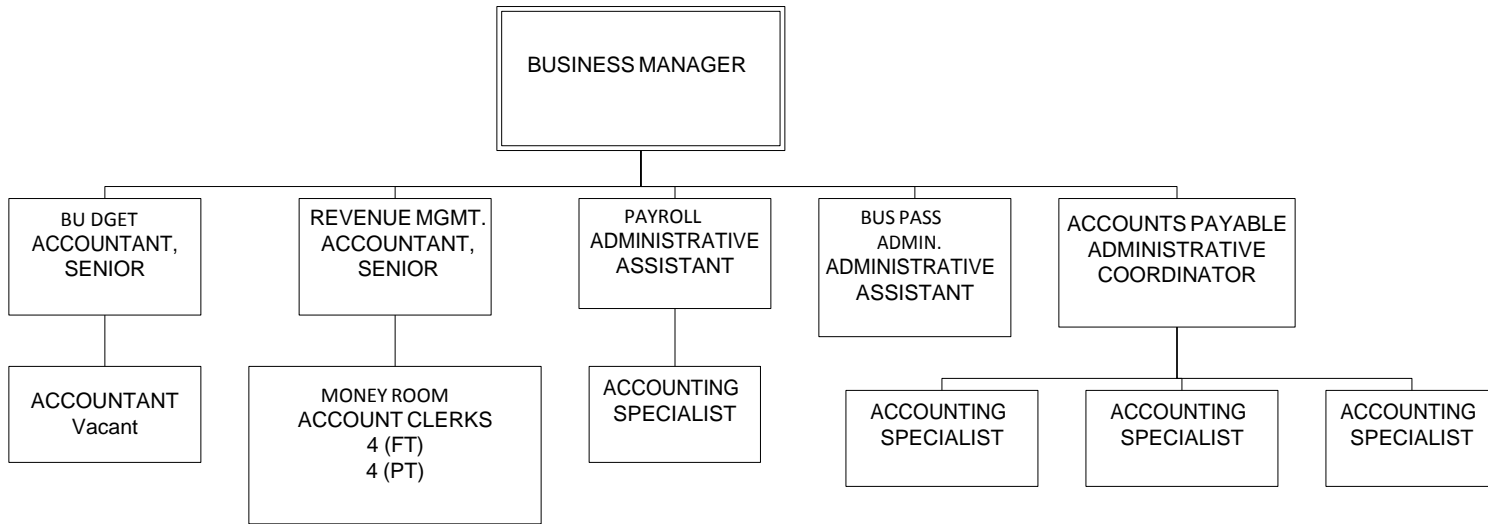 BUSINESS MANAGER
BU DGET
ACCOUNTANT,
SENIOR
REVENUE MGMT.
ACCOUNTANT,
SENIOR
PAYROLL
ADMINISTRATIVE
ASSISTANT
BUS PASS
ADMIN.
ADMINISTRATIVE
ASSISTANT
ACCOUNTS PAYABLE
ADMINISTRATIVE
COORDINATOR
ACCOUNTANT
Vacant
MONEY ROOM
ACCOUNT CLERKS
4 (FT)
4 (PT)
ACCOUNTING
SPECIALIST
ACCOUNTING
SPECIALIST
ACCOUNTING
SPECIALIST
ACCOUNTING
SPECIALIST